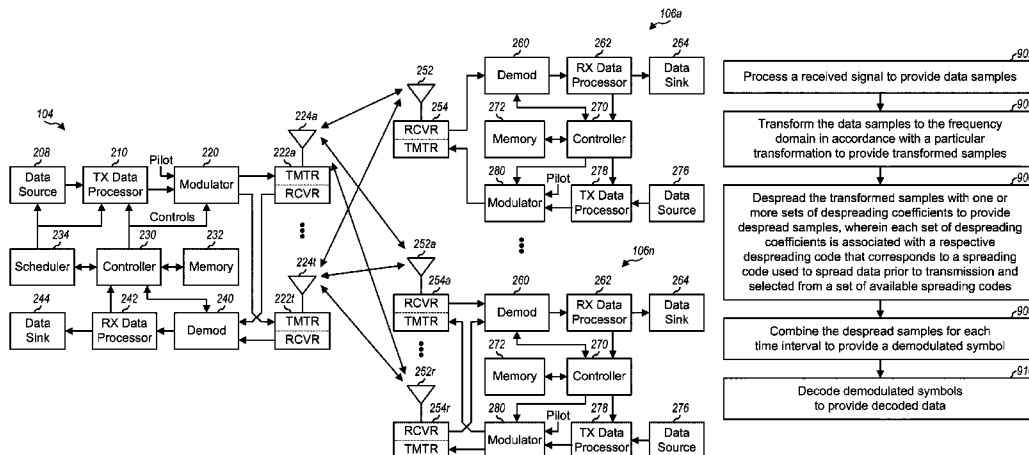 106a
260
262
264
Demod
RX Data
Processor
Data
Sink
252
254
RCVR
TMTR
272
270
Memory
Controller
280
Pilot
278
276
Modulator
TX Data
Processor
Data
Source
104
224a
208
210
Pilot
220
222a
Data
Source
TX Data
Processor
Modulator
TMTR
RCVR
Controls
234
230
232
Scheduler
Controller
Memory
224t
244
242
240
222t
Data
Sink
RX Data
Processor
Demod
TMTR
RCVR
106n
252a
254a
260
262
264
RCVR
TMTR
Demod
RX Data
Processor
Data
Sink
272
270
Memory
Controller
252r
254r
280
Pilot
278
276
RCVR
TMTR
Modulator
TX Data
Processor
Data
Source
Process a received signal to provide data samples
Transform the data samples to the frequency
domain in accordance with a particular
transformation to provide transformed samples
Despread the transformed samples with one or
more sets of despreading coefficients to provide
despread samples, wherein each set of despreading
coefficients is associated with a respective
despreading code that corresponds to a spreading
code used to spread data prior to transmission and
selected from a set of available spreading codes
Combine the despread samples for each
time interval to provide a demodulated symbol
Decode demodulated symbols
to provide decoded data